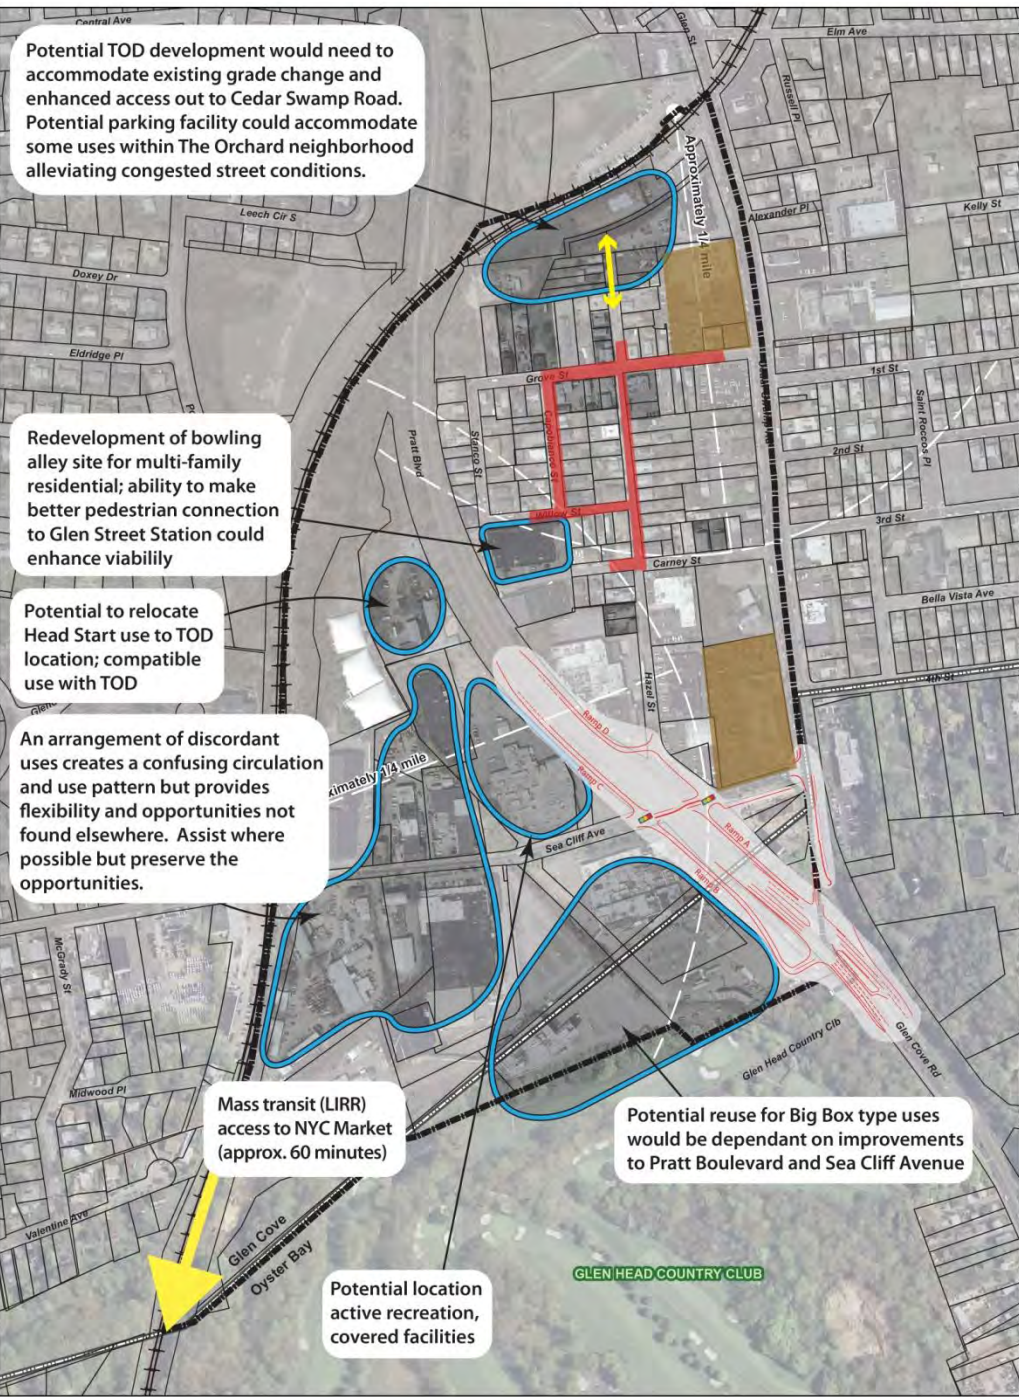 Central Ave
Glen St
Elm Ave
Potential TOD development would need to
accommodate existing grade change and
enhanced access out to Cedar Swamp Road.
Potential parking facility could accommodate
some uses within The Orchard neighborhood
alleviating congested street conditions.
Russell Pl
Approximately 1/4 mile
Leech Cir S
Alexander Pl
Kelly St
Doxey Dr
Eldridge Pl
Grove St
1st St
Capobianco St
Saint Roccos Pl
Stanco St
Pratt Blvd
2nd St
Redevelopment of bowling
alley site for multi-family
residential; ability to make
better pedestrian connection
to Glen Street Station could
enhance viability
Willow St
3rd St
Carney St
Bella Vista Ave
Potential to relocate
Head Start use to TOD
location; compatible
use with TOD
4th St
Hazel St
Ramp D
An arrangement of discordant
uses creates a confusing circulation
and use pattern but provides
flexibility and opportunities not
found elsewhere.  Assist where
possible but preserve the
opportunities.
ximately 1/4 mile
Ramp C
Sea Cliff Ave
Ramp A
Ramp B
McGrady St
Glen Cove Rd
Glen Head Country Clb
Midwood Pl
Mass transit (LIRR)
access to NYC Market
(approx. 60 minutes)
Potential reuse for Big Box type uses
would be dependant on improvements
to Pratt Boulevard and Sea Cliff Avenue
Valentine Ave
Glen Cove
Oyster Bay
Potential location
active recreation,
covered facilities
GLEN HEAD COUNTRY CLUB